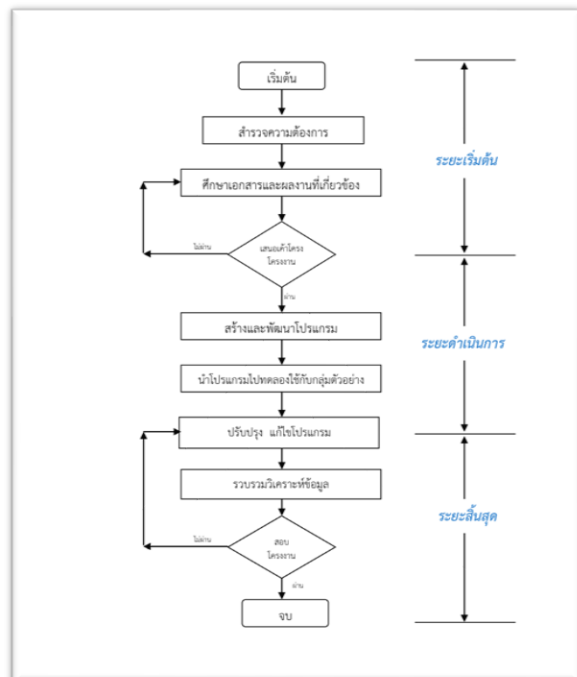 เริ่มต้น
สำรวจความต้องการ
ระยะเริ่มต้น
ศึกษาเอกสารและผลงานที่เกี่ยวข้อง
ไม่ผ่าน
เสนอเค้าโครง
โครงงาน
ผ่าน
สร้างและพัฒนาโปรแกรม
ระยะดำเนินการ
นำโปรแกรมไปทดลองใช้กับกลุ่มตัวอย่าง
ปรับปรุง แก้ไขโปรแกรม
รวบรวมวิเคราะห์ข้อมูล
ระยะสิ้นสุด
ไม่ผ่าน
สอบ
โครงงาน
ผ่าน
จบ